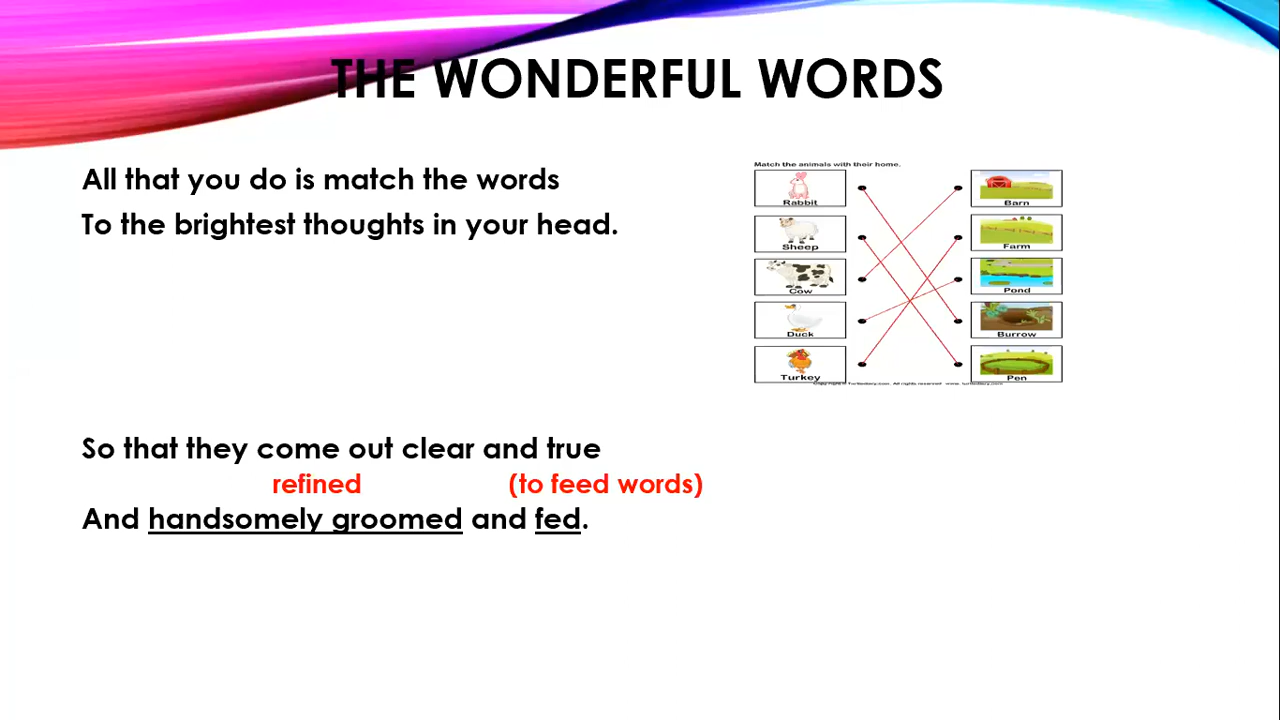 THE WONDERFUL WORDS
All that you do is match the words
To the brightest thoughts in your head.
Match the animals with their home.
Rabbit
Barn
Sheep
Farm
Cow
Pond
Duck
Burrow
Turkey
Pen
So that they come out clear and true
refined (to feed words)
And handsomely groomed and fed.